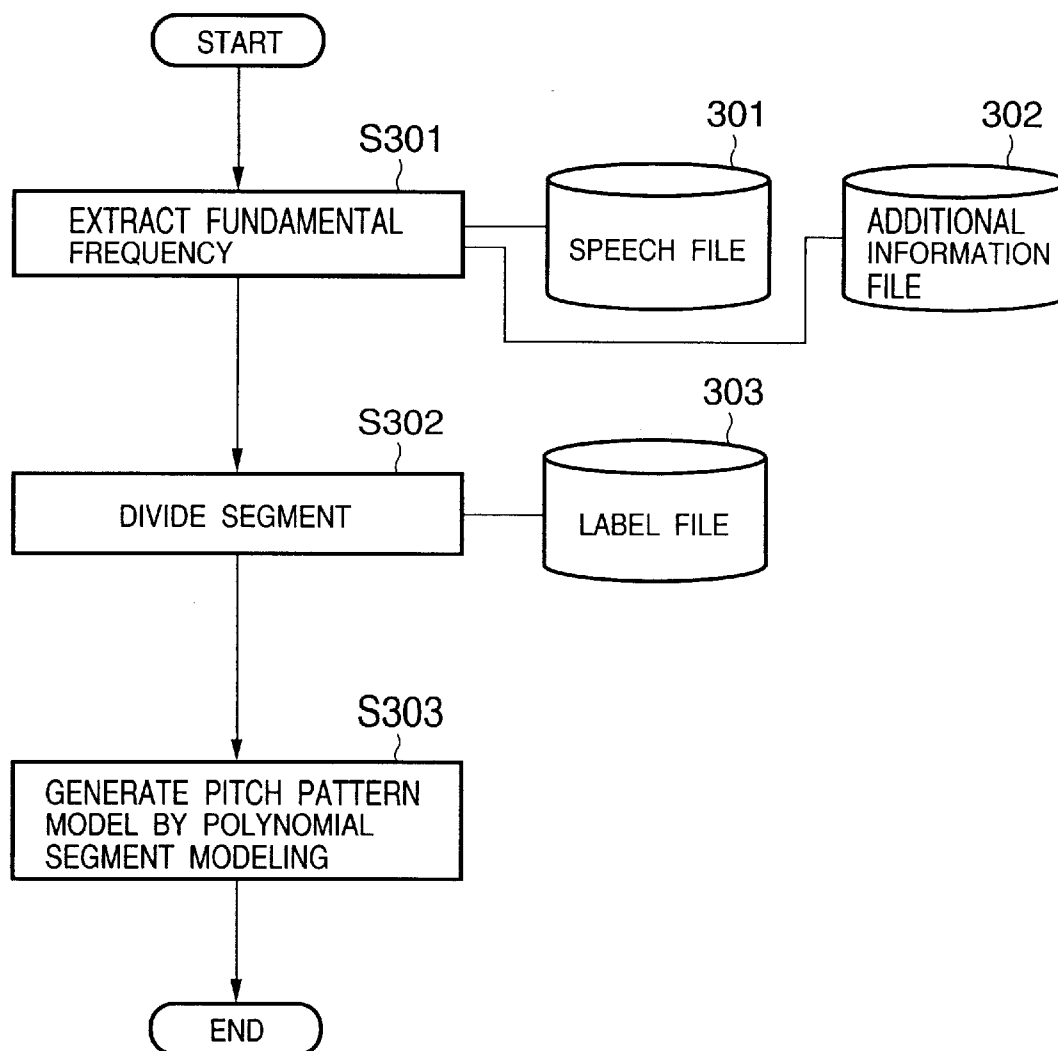 START
S301
EXTRACT FUNDAMENTAL
FREQUENCY
301
SPEECH FILE
302
ADDITIONAL
INFORMATION
FILE
S302
DIVIDE SEGMENT
303
LABEL FILE
S303
GENERATE PITCH PATTERN
MODEL BY POLYNOMIAL
SEGMENT MODELING
END